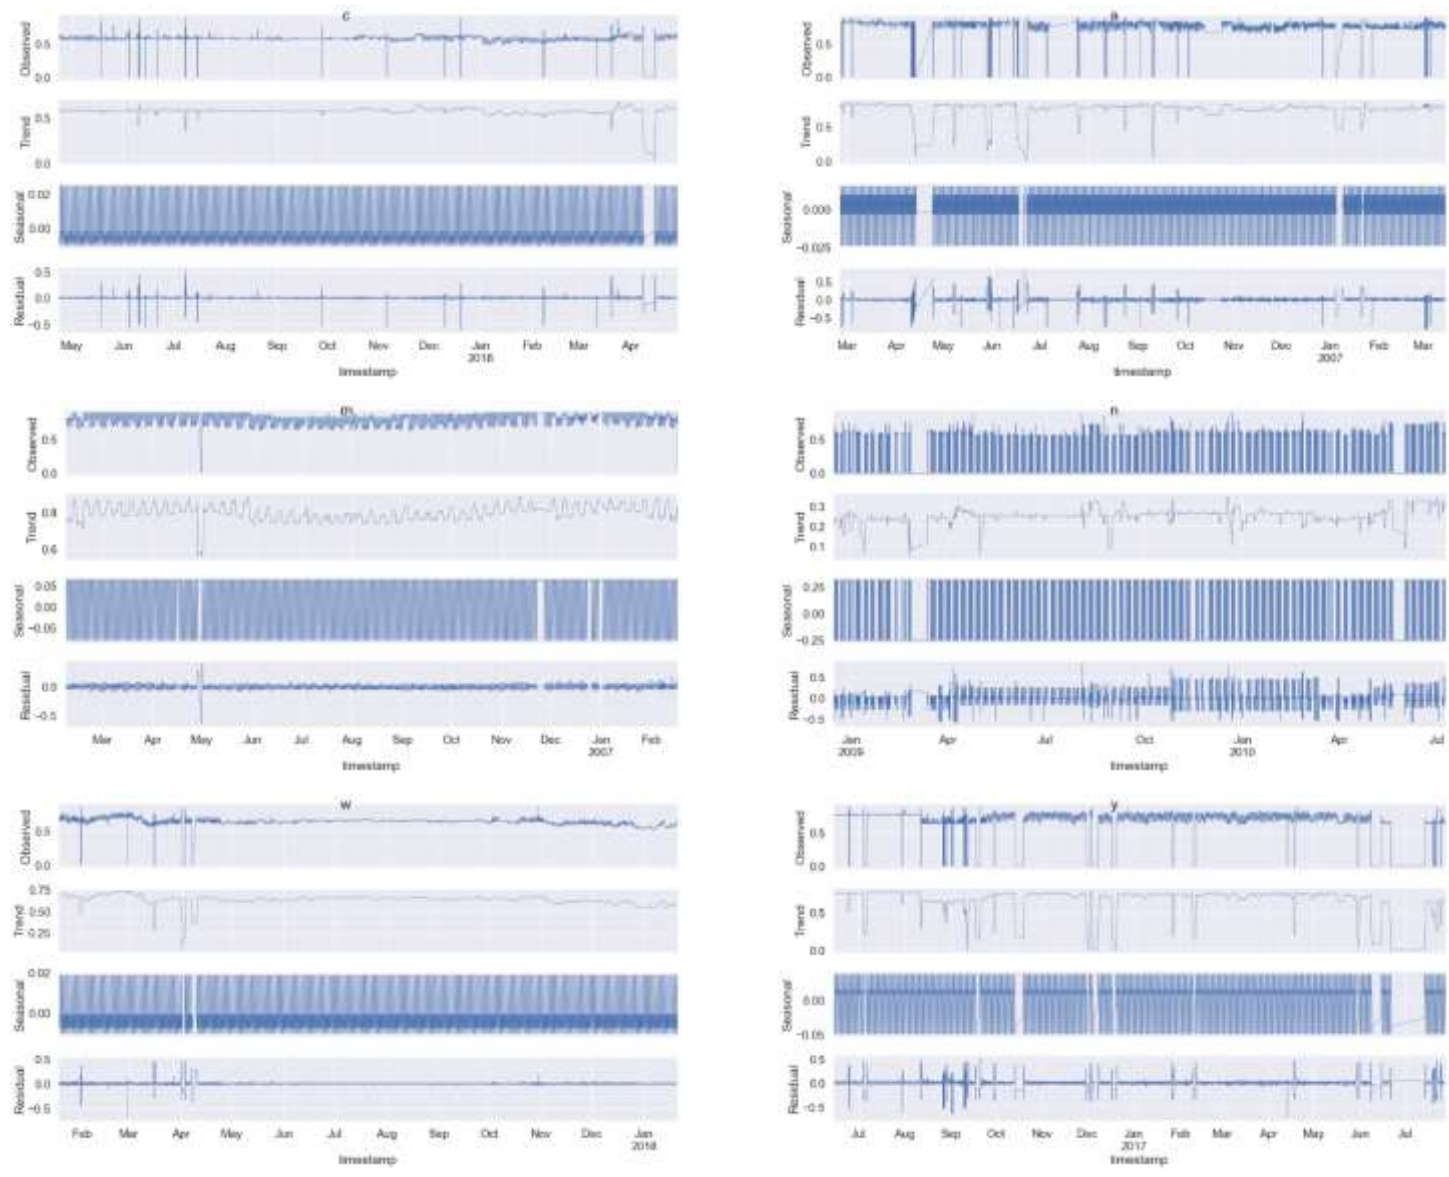 c
Observed
0.5
0.0
Trend
0.5
0.0
Seasonal
0.02
0.00
Residual
0.5
0.0
−0.5
May Jun Jul Aug Sep Oct Nov Dec Jan Feb Mar Apr
2018
timestamp
Observed
0.5
0.0
Trend
0.5
0.0
Seasonal
0.000
−0.025
Residual
0.5
0.0
−0.5
Mar Apr May Jun Jul Aug Sep Oct Nov Dec Jan Feb Mar
2007
timestamp
m
Observed
0.5
0.0
Trend
0.8
0.6
Seasonal
0.05
0.00
−0.05
Residual
0.0
−0.5
Mar Apr May Jun Jul Aug Sep Oct Nov Dec Jan Feb
2007
timestamp
n
Observed
0.5
0.0
Trend
0.3
0.2
0.1
Seasonal
0.25
0.00
−0.25
Residual
0.5
0.0
−0.5
Jan Apr Jul Oct Jan Apr Jul
2009 2010
timestamp
w
Observed
0.5
0.0
Trend
0.75
0.50
0.25
Seasonal
0.02
0.00
Residual
0.5
0.0
−0.5
Feb Mar Apr May Jun Jul Aug Sep Oct Nov Dec Jan
2018
timestamp
y
Observed
0.5
0.0
Trend
0.5
0.0
Seasonal
0.00
−0.05
Residual
0.5
0.0
−0.5
Jul Aug Sep Oct Nov Dec Jan Feb Mar Apr May Jun Jul
2017
timestamp